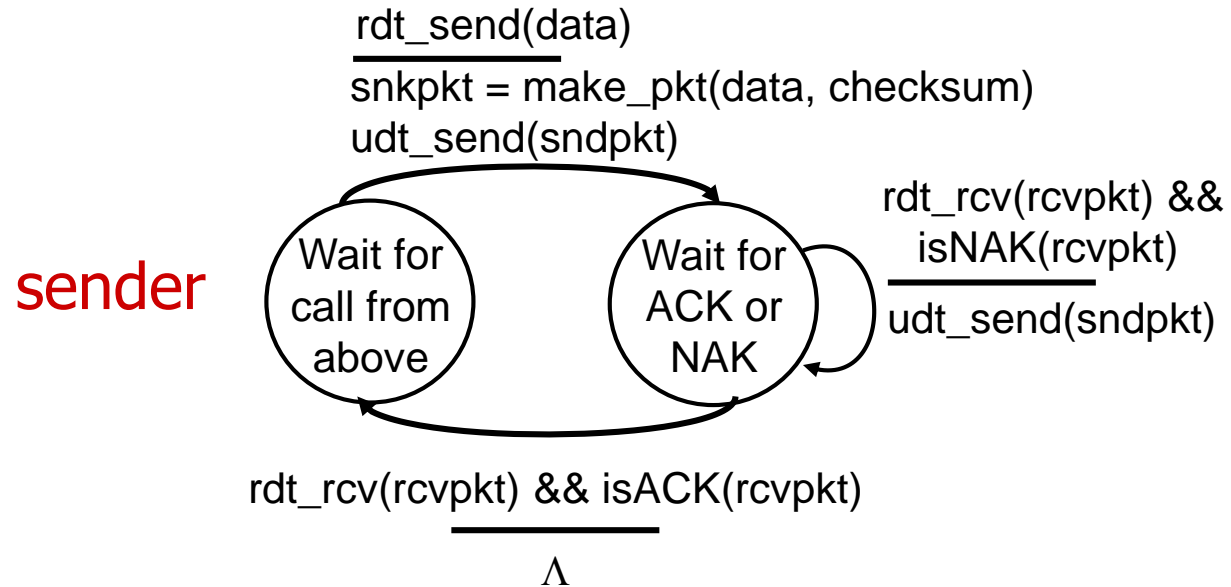 rdt_send(data)
snkpkt = make_pkt(data, checksum)
udt_send(sndpkt)
rdt_rcv(rcvpkt) &&
isNAK(rcvpkt)
udt_send(sndpkt)
sender
Wait for
call from
above
Wait for
ACK or
NAK
rdt_rcv(rcvpkt) && isACK(rcvpkt)
Λ